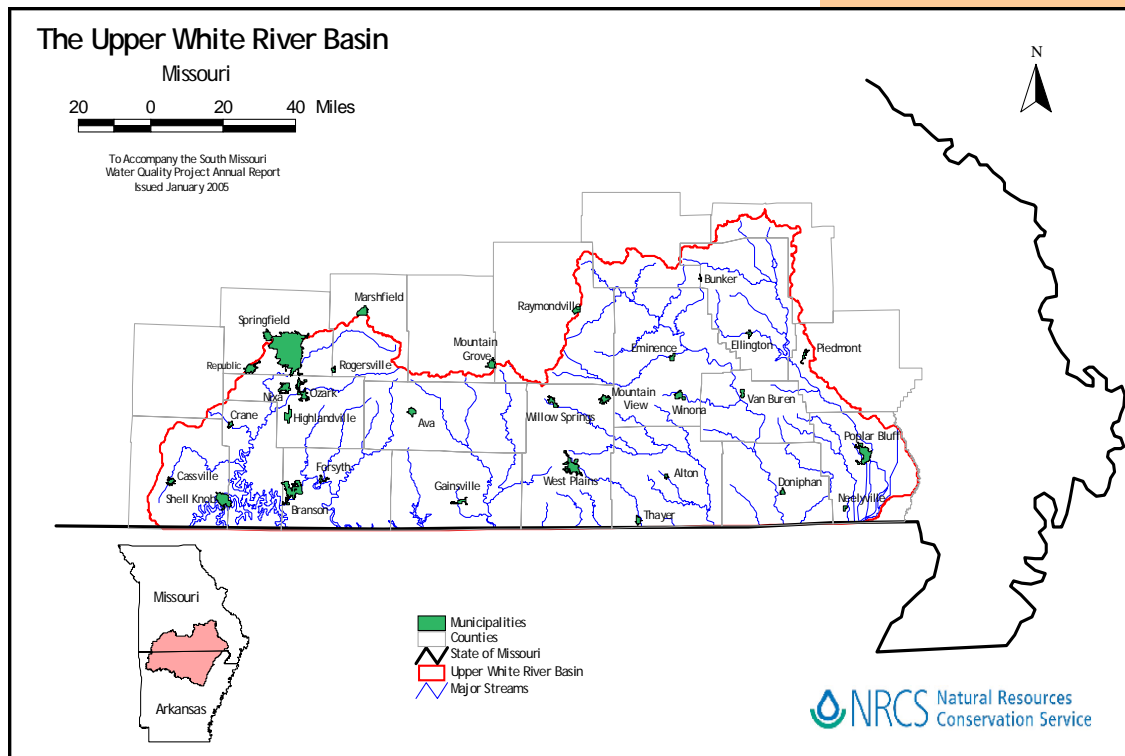 The Upper White River Basin
Missouri
20 0 20 40 Miles
To Accompany the South Missouri
Water Quality Project Annual Report
Issued January 2005
N
Bunker
Marshfield
Raymondville
Springfield
Ellington
Piedmont
Mountain
Grove
Eminence
Republic
Rogersville
Nixa
Ozark
Mountain
View
Van Buren
Winona
Willow Springs
Crane
Highlandville
Ava
Poplar Bluff
Cassville
Forsyth
West Plains
Alton
Doniphan
Gainsville
Shell Knob
Branson
Neelyville
Thayer
Missouri
Arkansas
Municipalities
Counties
State of Missouri
Upper White River Basin
Major Streams
NRCS Natural Resources
Conservation Service